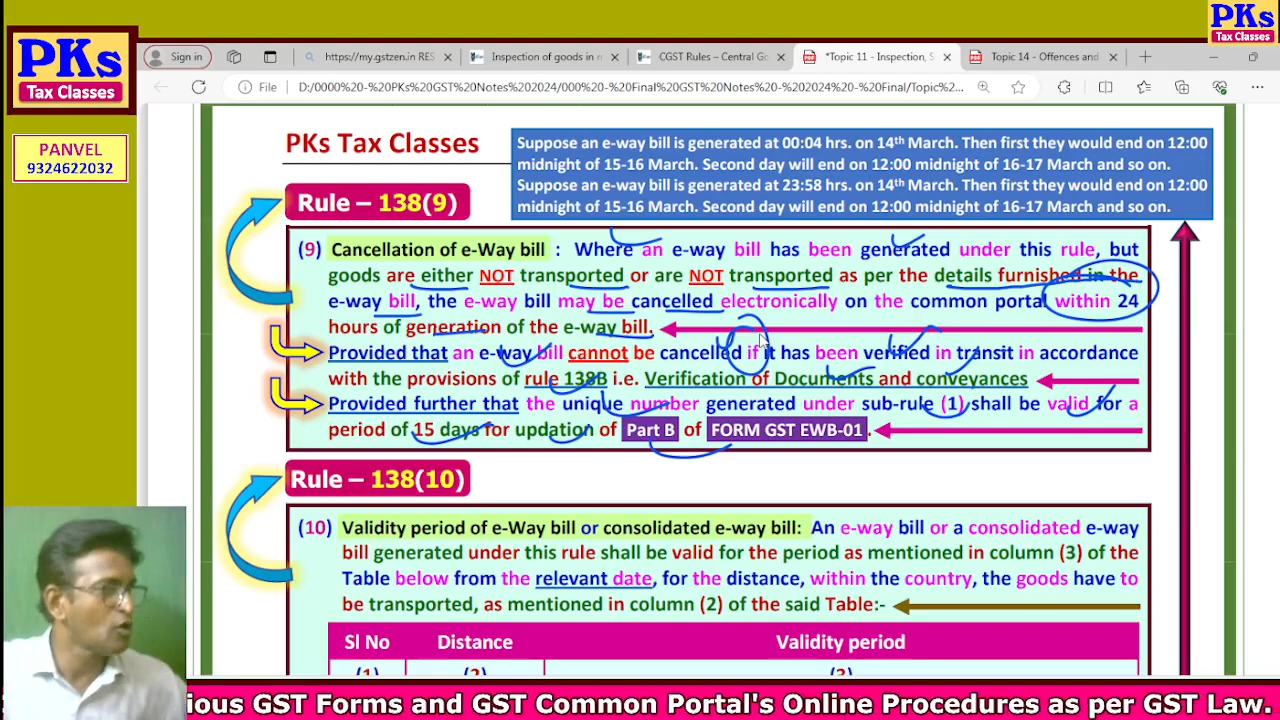 PKs
Tax Classes
PKs
Tax Classes
PANVEL
9324622032
Sign in
https://my.gstzen.in RES
Inspection of goods in m
CGST Rules – Central Go
*Topic 11 - Inspection, S
Topic 14 - Offences and
File
D:/0000%20-%20PKs%20GST%20Notes%202024/000%20-%20Final%20GST%20Notes%20-%202024%20-%20Final/Topic%2...
PKs Tax Classes
Suppose an e-way bill is generated at 00:04 hrs. on 14th March. Then first they would end on 12:00
midnight of 15-16 March. Second day will end on 12:00 midnight of 16-17 March and so on.
Suppose an e-way bill is generated at 23:58 hrs. on 14th March. Then first they would end on 12:00
midnight of 15-16 March. Second day will end on 12:00 midnight of 16-17 March and so on.
Rule – 138(9)
(9) Cancellation of e-Way bill : Where an e-way bill has been generated under this rule, but
goods are either NOT transported or are NOT transported as per the details furnished in the
e-way bill, the e-way bill may be cancelled electronically on the common portal within 24
hours of generation of the e-way bill.
Provided that an e-way bill cannot be cancelled if it has been verified in transit in accordance
with the provisions of rule 138B i.e. Verification of Documents and conveyances
Provided further that the unique number generated under sub-rule (1) shall be valid for a
period of 15 days for updation of Part B of FORM GST EWB-01.
Rule – 138(10)
(10) Validity period of e-Way bill or consolidated e-way bill: An e-way bill or a consolidated e-way
bill generated under this rule shall be valid for the period as mentioned in column (3) of the
Table below from the relevant date, for the distance, within the country, the goods have to
be transported, as mentioned in column (2) of the said Table:-
Sl No Distance Validity period
(1) (2) (3)
ious GST Forms and GST Common Portal's Online Procedures as per GST Law.